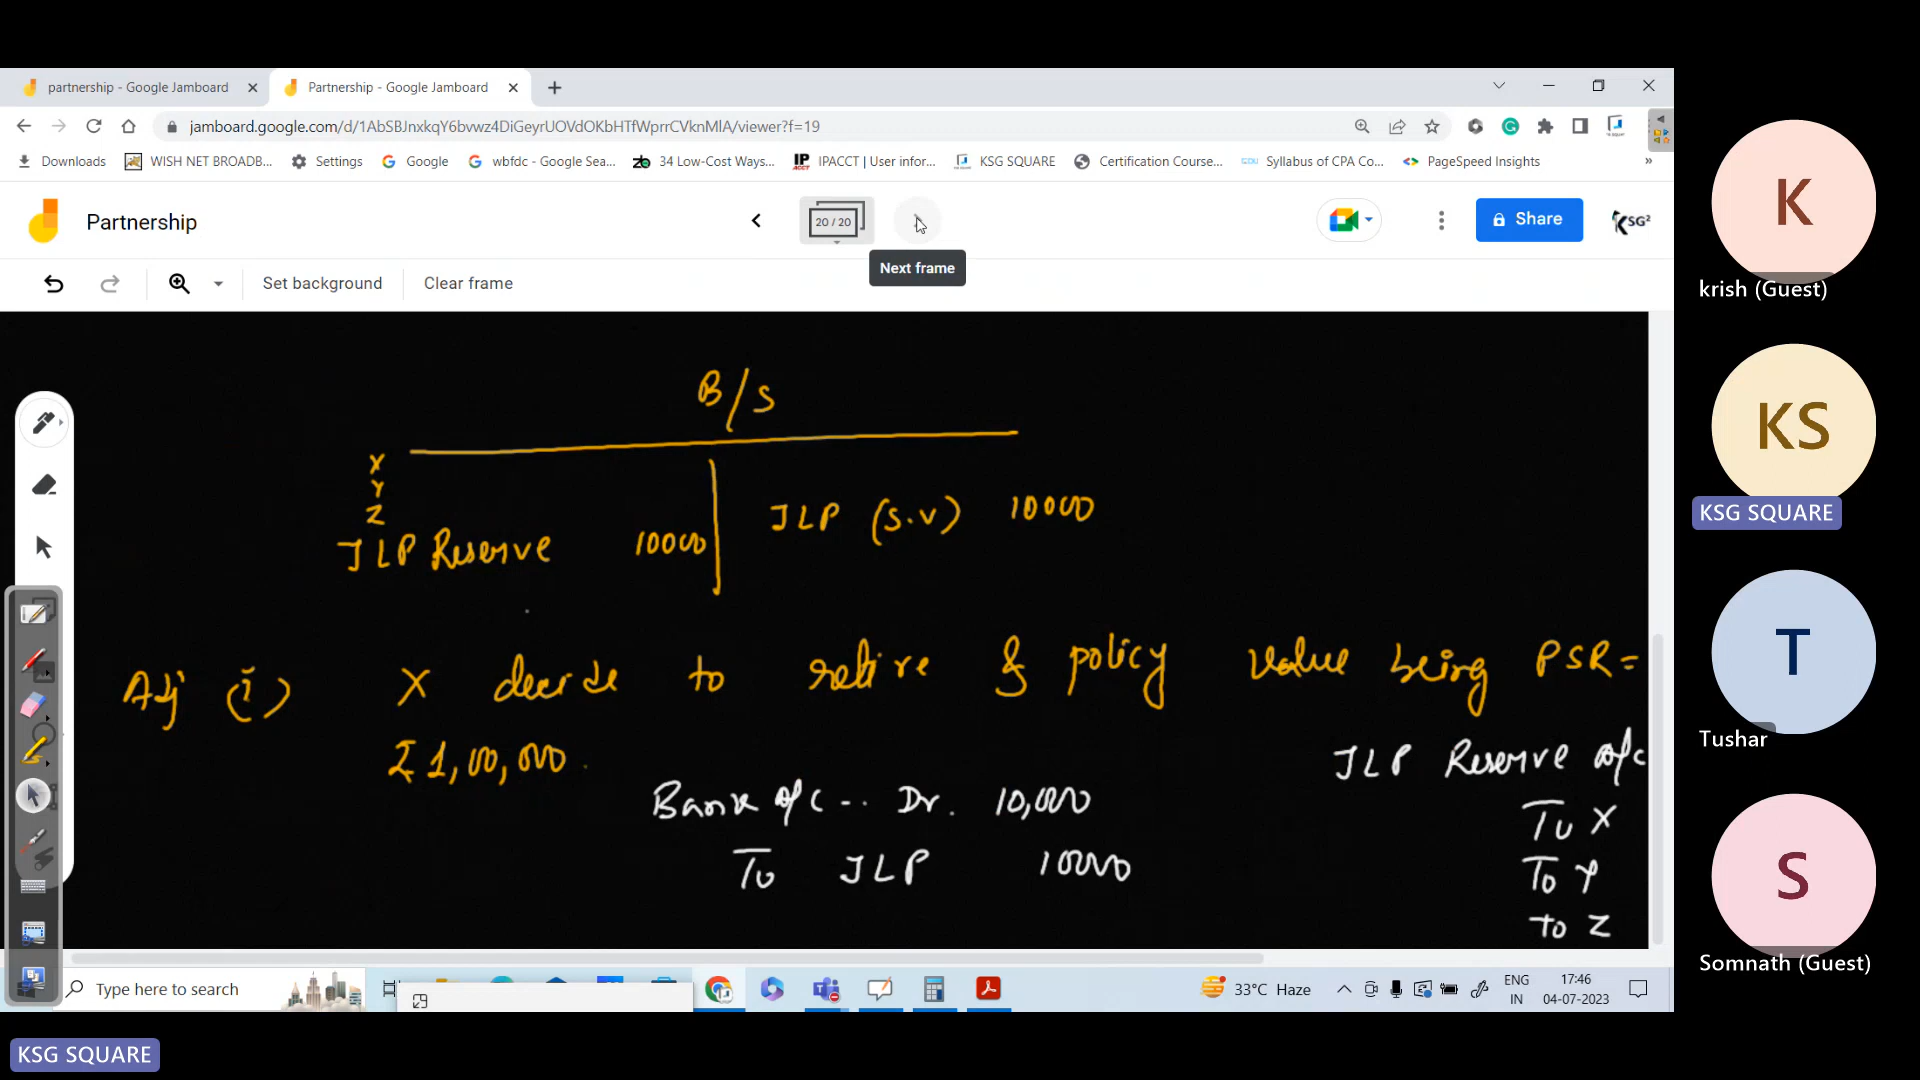 partnership - Google Jamboard
Partnership - Google Jamboard
jamboard.google.com/d/1AbSBJnxkqY6bvwz4DiGeyrUOVdOKbHTfWprrCVknMlA/viewer?f=19
Downloads
WISH NET BROADB...
Settings
Google
wbfdc - Google Sea...
34 Low-Cost Ways...
IPACCT | User infor...
KSG SQUARE
Certification Course...
Syllabus of CPA Co...
PageSpeed Insights
»
Partnership
20 / 20
Share
KSG²
Next frame
Set background
Clear frame
B/S
X
Y
Z
JLP Reserve 10000
JLP (S.V) 10000
Adj (i) X decide to retire & policy value being PSR=
₹1,00,000.
JLP Reserve a/c
To X
To Y
to Z
Bank a/c -.. Dr. 10,000
To JLP 10000
Type here to search
33°C Haze
ENG
IN
17:46
04-07-2023
K
krish (Guest)
KS
KSG SQUARE
T
Tushar
S
Somnath (Guest)
KSG SQUARE